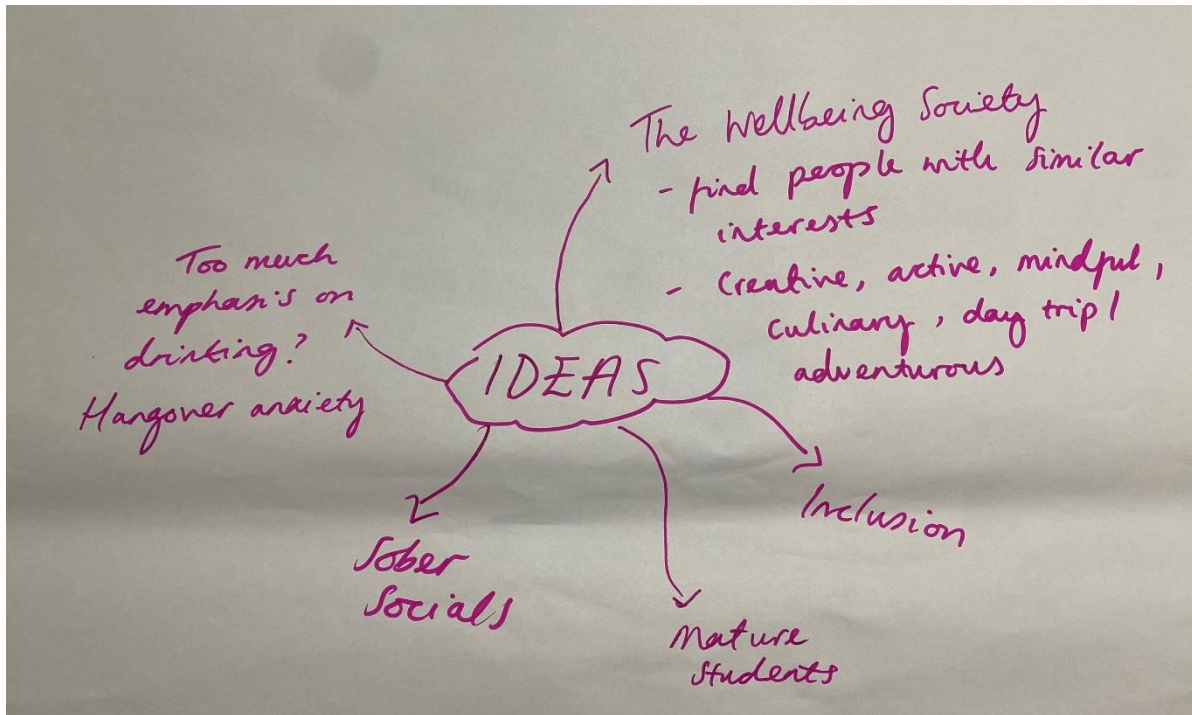 The Wellbeing Society
- find people with similar
interests
- Creative, active, mindful,
culinary, day trip/
adventurous
Too much
emphasis on
drinking?
Hangover anxiety
IDEAS
Inclusion
Sober
Socials
Mature
Students